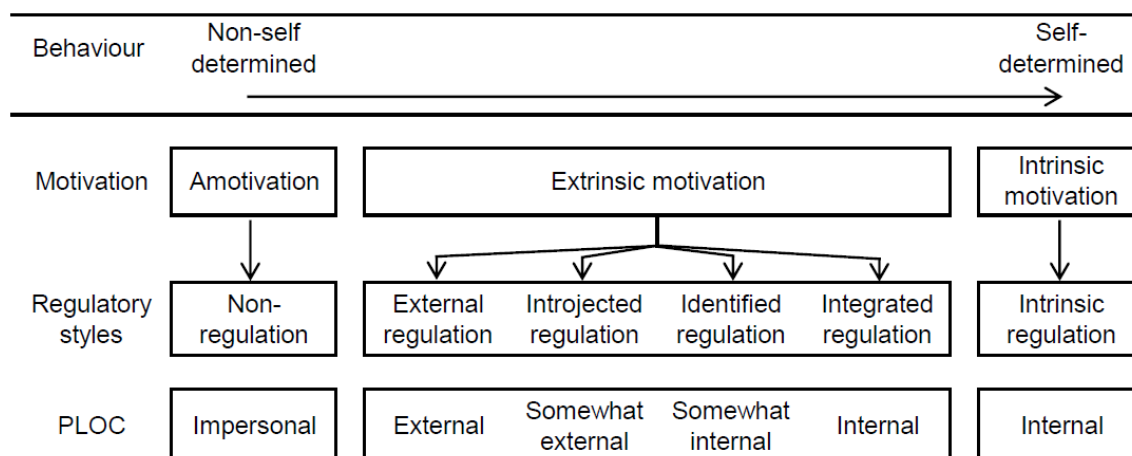 Behaviour
Non-self
determined
Self-
determined
Motivation
Amotivation
Extrinsic motivation
Intrinsic
motivation
Regulatory
styles
Non-
regulation
External
regulation
Introjected
regulation
Identified
regulation
Integrated
regulation
Intrinsic
regulation
PLOC
Impersonal
External
Somewhat
external
Somewhat
internal
Internal
Internal